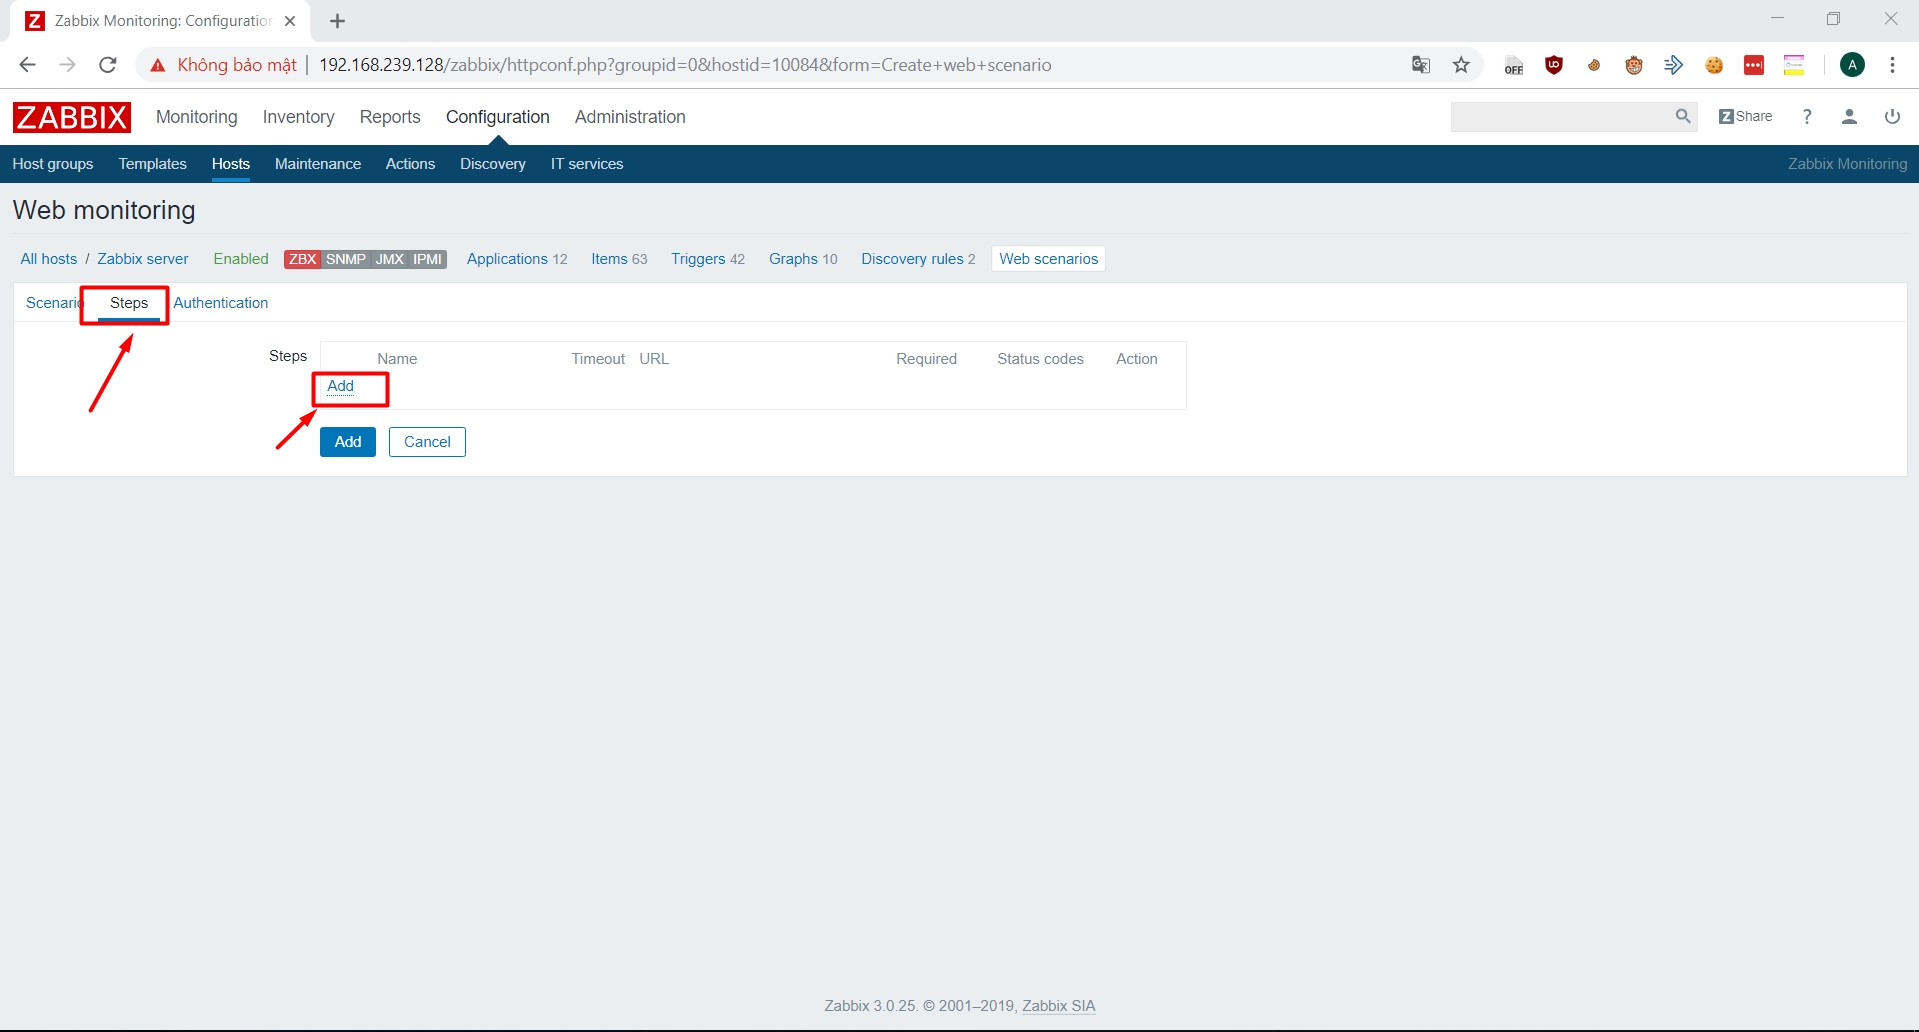 Z Zabbix Monitoring: Configuration
Không bảo mật 192.168.239.128/zabbix/httpconf.php?groupid=0&hostid=10084&form=Create+web+scenario OFF A
ZABBIX Monitoring Inventory Reports Configuration Administration Z Share ?
Host groups Templates Hosts Maintenance Actions Discovery IT services Zabbix Monitoring
Web monitoring
All hosts / Zabbix server Enabled ZBX SNMP JMX IPMI Applications 12 Items 63 Triggers 42 Graphs 10 Discovery rules 2 Web scenarios
Scenario Steps Authentication
Steps Name Timeout URL Required Status codes Action
Add
Add Cancel
Zabbix 3.0.25. © 2001–2019, Zabbix SIA